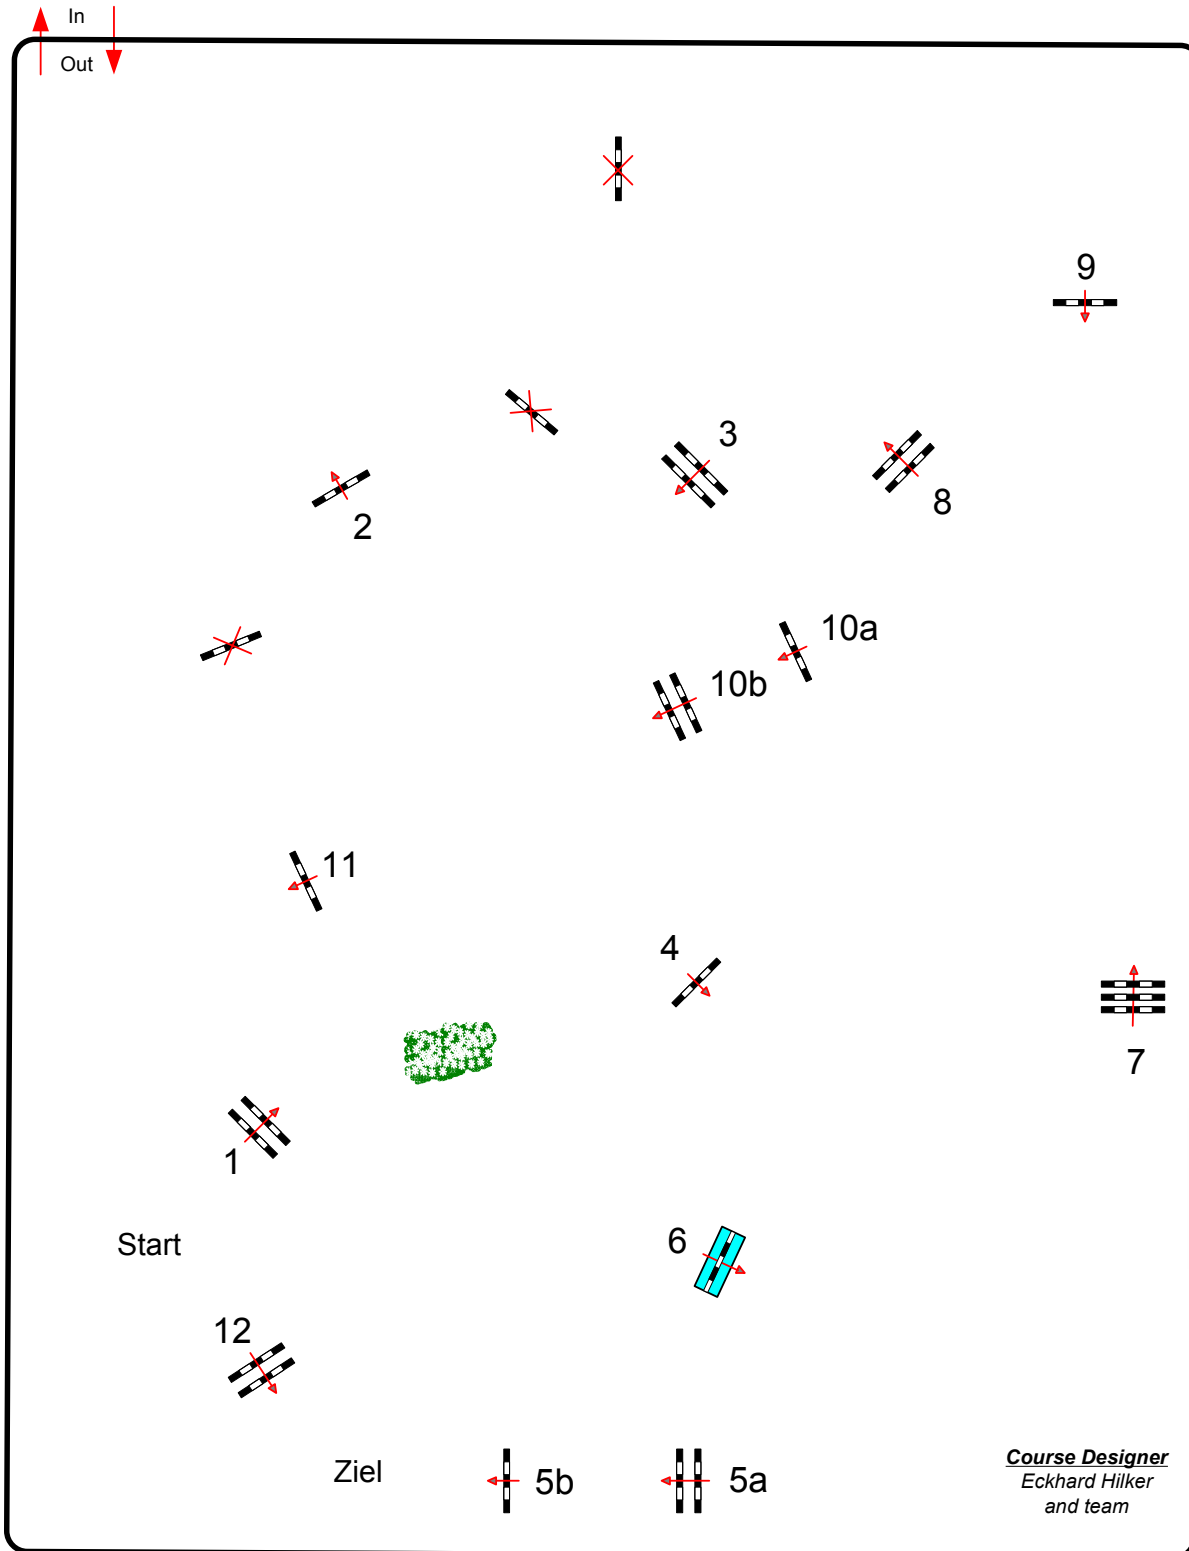 In
Out
9
3
2
8
10a
10b
11
4
7
1
Start
6
12
Ziel
5b
5a
Course Designer
Eckhard Hilker
and team